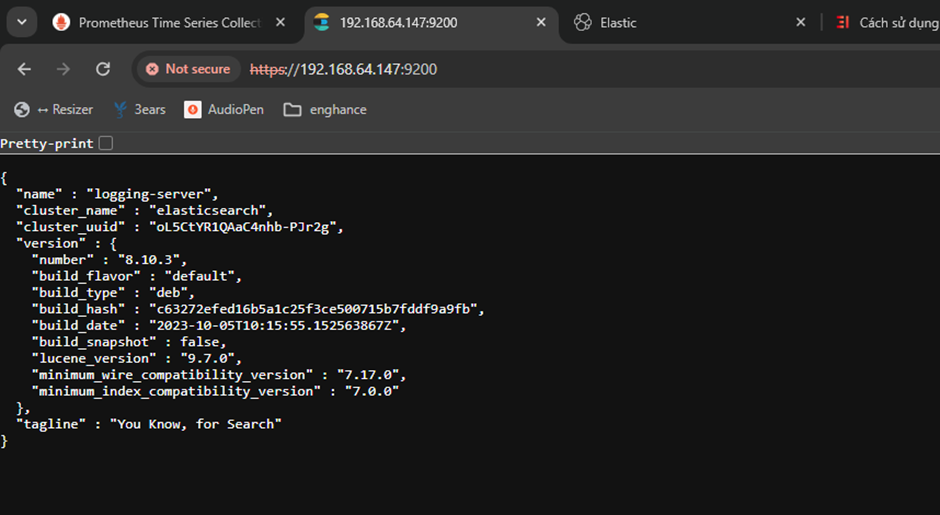 Prometheus Time Series Collect
192.168.64.147:9200
Elastic
Cách sử dụng
Not secure https://192.168.64.147:9200
↔ Resizer 3ears AudioPen enghance
Pretty-print
{
  "name" : "logging-server",
  "cluster_name" : "elasticsearch",
  "cluster_uuid" : "oL5CtYR1QAaC4nhb-PJr2g",
  "version" : {
    "number" : "8.10.3",
    "build_flavor" : "default",
    "build_type" : "deb",
    "build_hash" : "c63272efed16b5a1c25f3ce500715b7fddf9a9fb",
    "build_date" : "2023-10-05T10:15:55.152563867Z",
    "build_snapshot" : false,
    "lucene_version" : "9.7.0",
    "minimum_wire_compatibility_version" : "7.17.0",
    "minimum_index_compatibility_version" : "7.0.0"
  },
  "tagline" : "You Know, for Search"
}